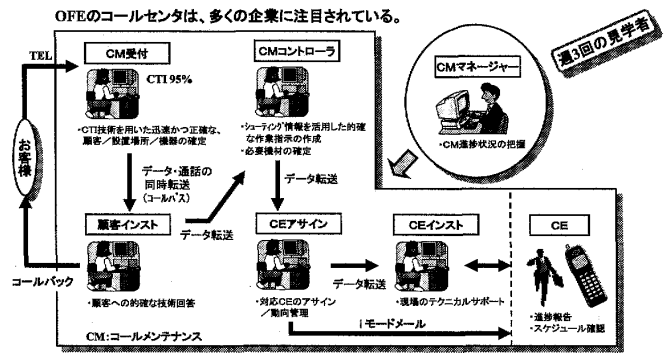 OFEのコールセンタは、多くの企業に注目されている。
週3回の見学者
TEL
CM受付
CTI 95%
・CTI技術を用いた迅速かつ正確な、
顧客／設置場所／機器の確定
CMコントローラ
・シューティング情報を活用した的確
な作業指示の作成
・必要機材の確定
CMマネージャー
・CM進捗状況の把握
お客様
データ・通話の
同時転送
（コールパス）
データ転送
顧客インスト
データ転送
CEアサイン
CEインスト
CE
コールバック
・顧客への的確な技術回答
・対応CEのアサイン
／動向管理
データ転送
・現場のテクニカルサポート
・進捗報告
・スケジュール確認
iモードメール
CM：コールメンテナンス